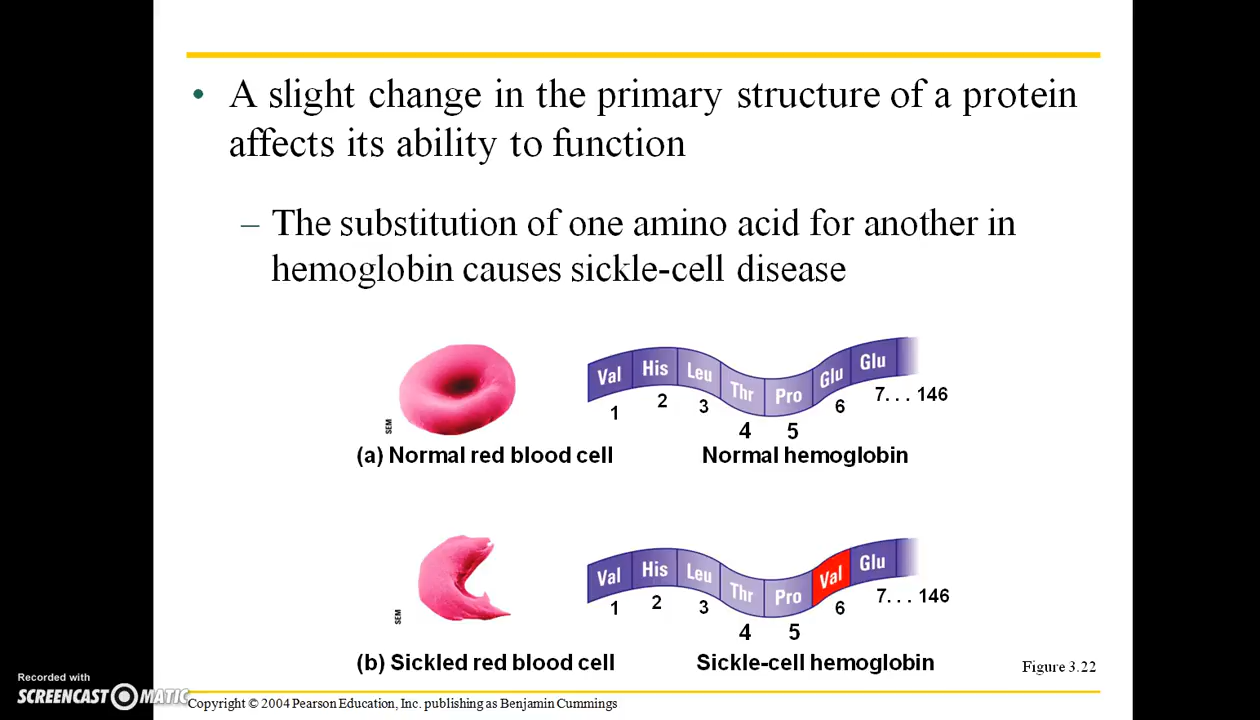 • A slight change in the primary structure of a protein
affects its ability to function
– The substitution of one amino acid for another in
hemoglobin causes sickle-cell disease
Val His Leu Thr Pro Glu Glu
1 2 3 4 5 6 7. . . 146
SEM
(a) Normal red blood cell
Normal hemoglobin
Val His Leu Thr Pro Val Glu
1 2 3 4 5 6 7. . . 146
SEM
(b) Sickled red blood cell
Sickle-cell hemoglobin
Figure 3.22
Recorded with
SCREENCAST MATIC
Copyright © 2004 Pearson Education, Inc. publishing as Benjamin Cummings